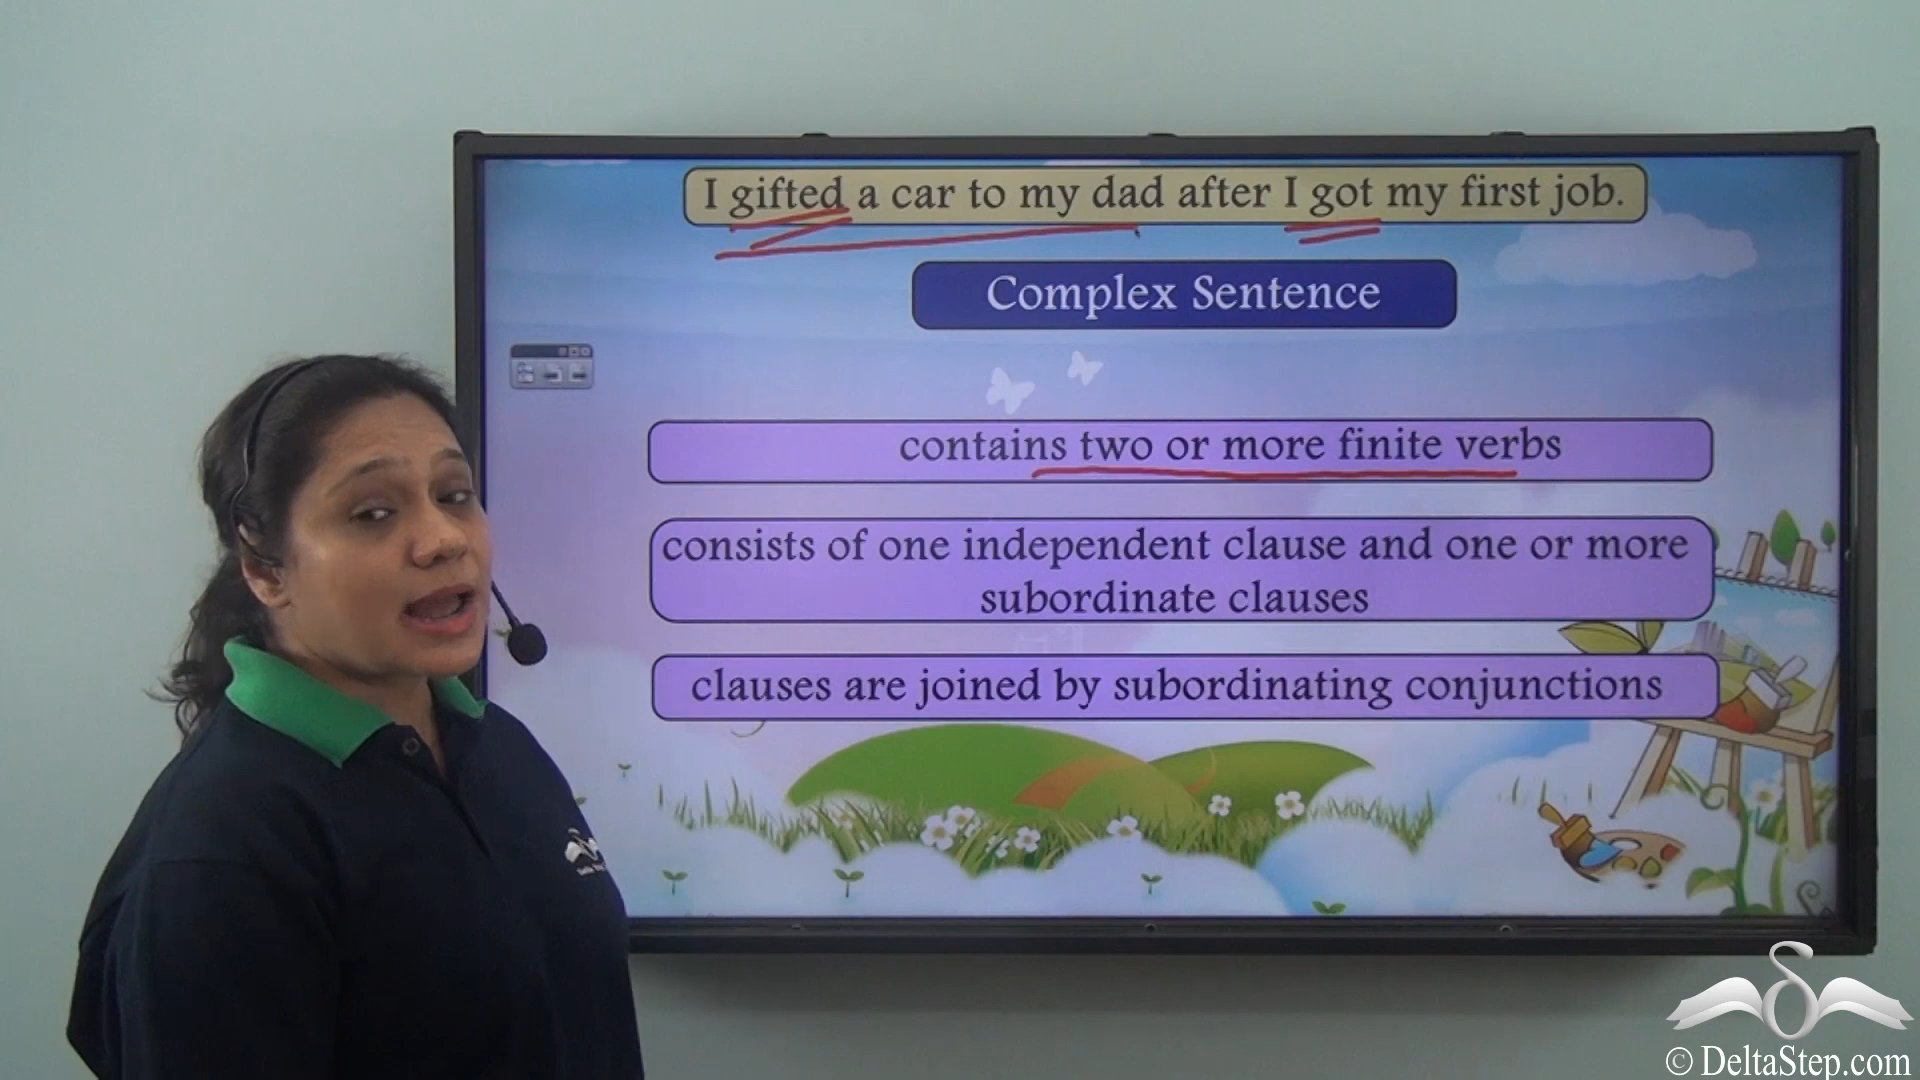 I gifted a car to my dad after I got my first job.
Complex Sentence
contains two or more finite verbs
consists of one independent clause and one or more
subordinate clauses
clauses are joined by subordinating conjunctions
© DeltaStep.com